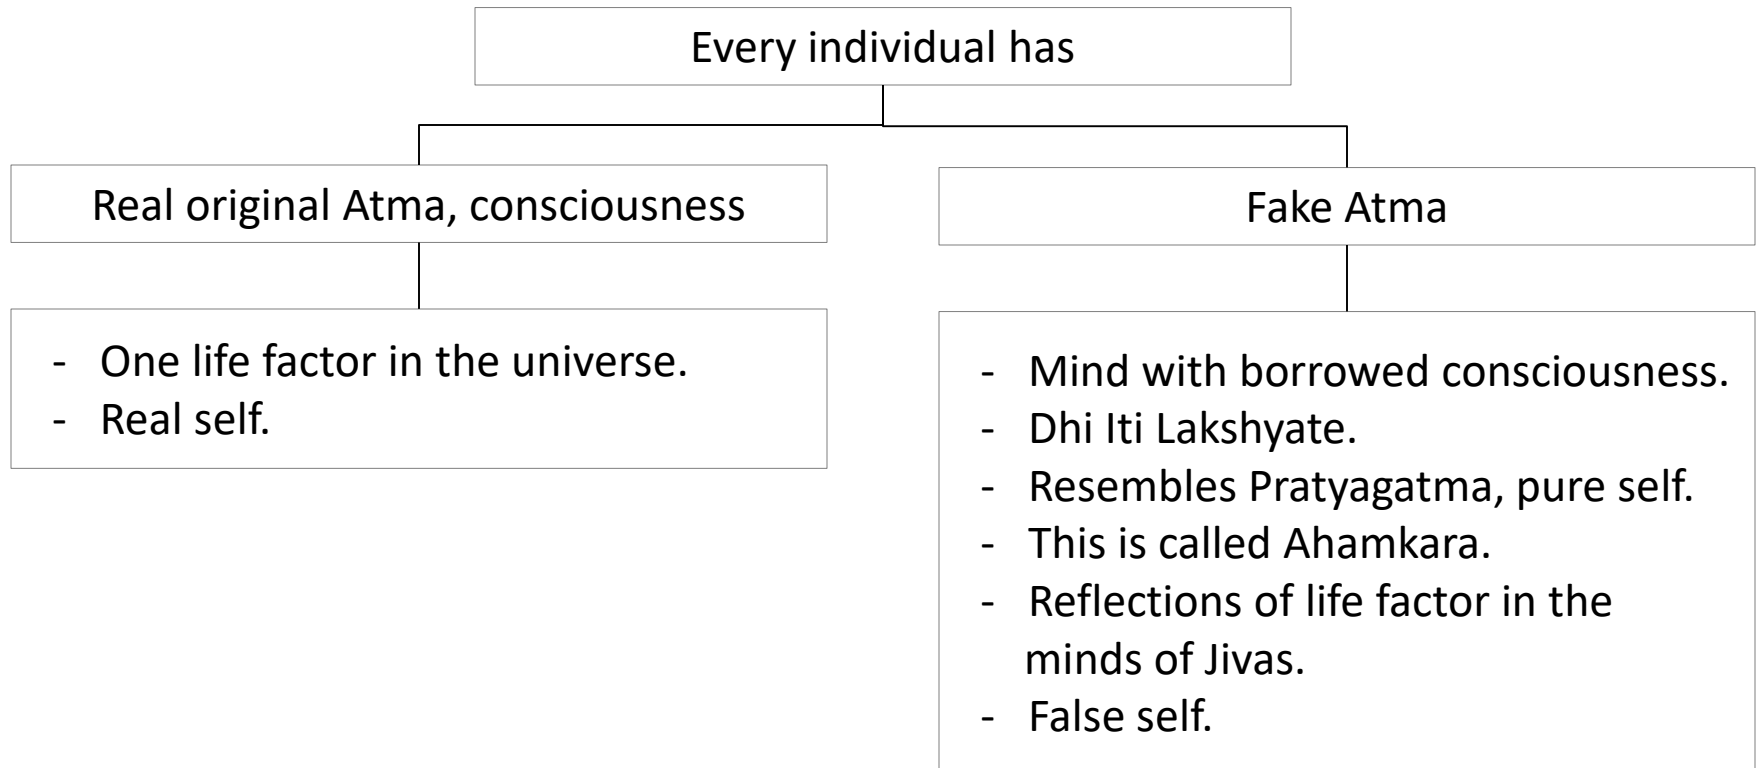 Every individual has
Real original Atma, consciousness
Fake Atma
- One life factor in the universe.
- Real self.
- Mind with borrowed consciousness.
- Dhi Iti Lakshyate.
- Resembles Pratyagatma, pure self.
- This is called Ahamkara.
- Reflections of life factor in the
minds of Jivas.
- False self.